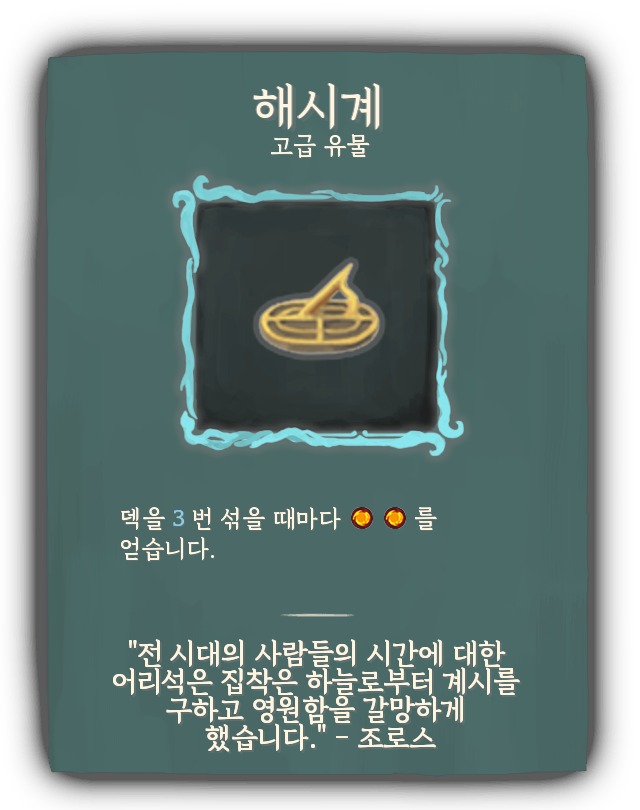 해시계
고급 유물
덱을 3 번 섞을 때마다 를
얻습니다.
"전 시대의 사람들의 시간에 대한
어리석은 집착은 하늘로부터 계시를
구하고 영원함을 갈망하게
했습니다." - 조로스